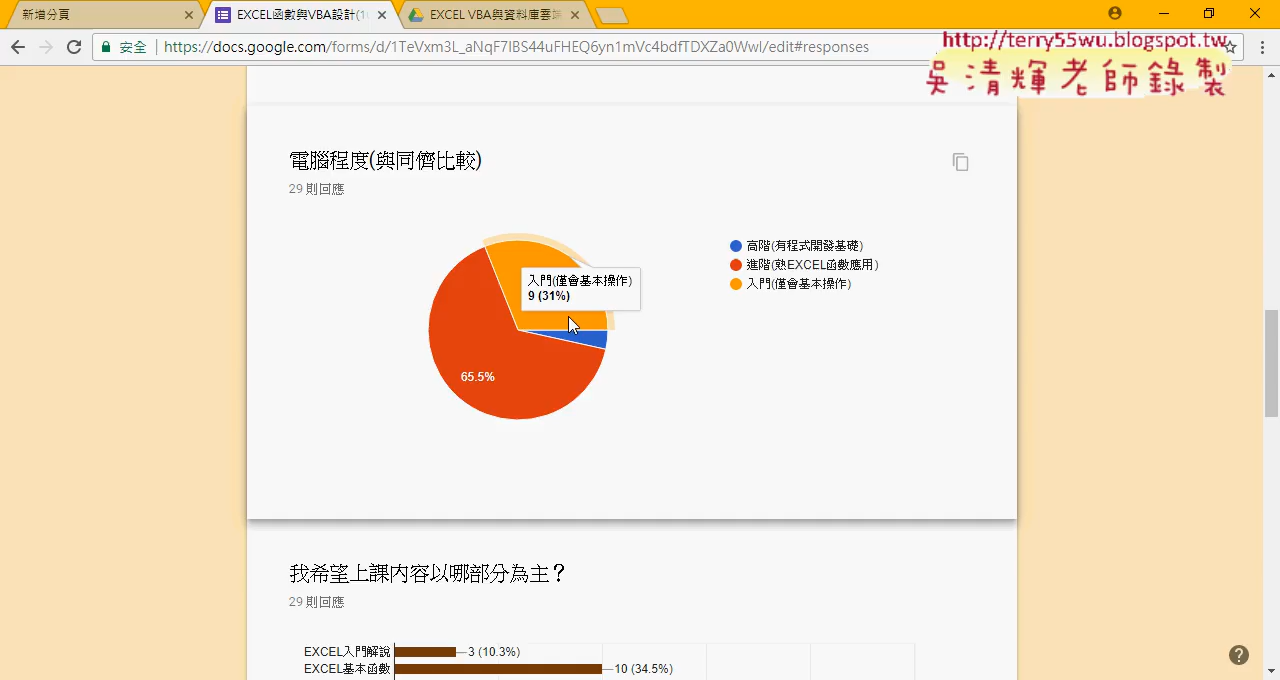 新增分頁
EXCEL函數與VBA設計(1
EXCEL VBA與資料庫雲端
安全
https://docs.google.com/forms/d/1TeVxm3L_aNqF7IBS44uFHEQ6yn1mVc4bdfTDXZa0WwI/edit#responses
http://terry55wu.blogspot.tw
吳清輝老師錄製
電腦程度(與同儕比較)
29 則回應
高階(有程式開發基礎)
進階(熟EXCEL函數應用)
入門(僅會基本操作)
入門(僅會基本操作)
9 (31%)
65.5%
我希望上課內容以哪部分為主？
29 則回應
EXCEL入門解說 3 (10.3%)
EXCEL基本函數 10 (34.5%)